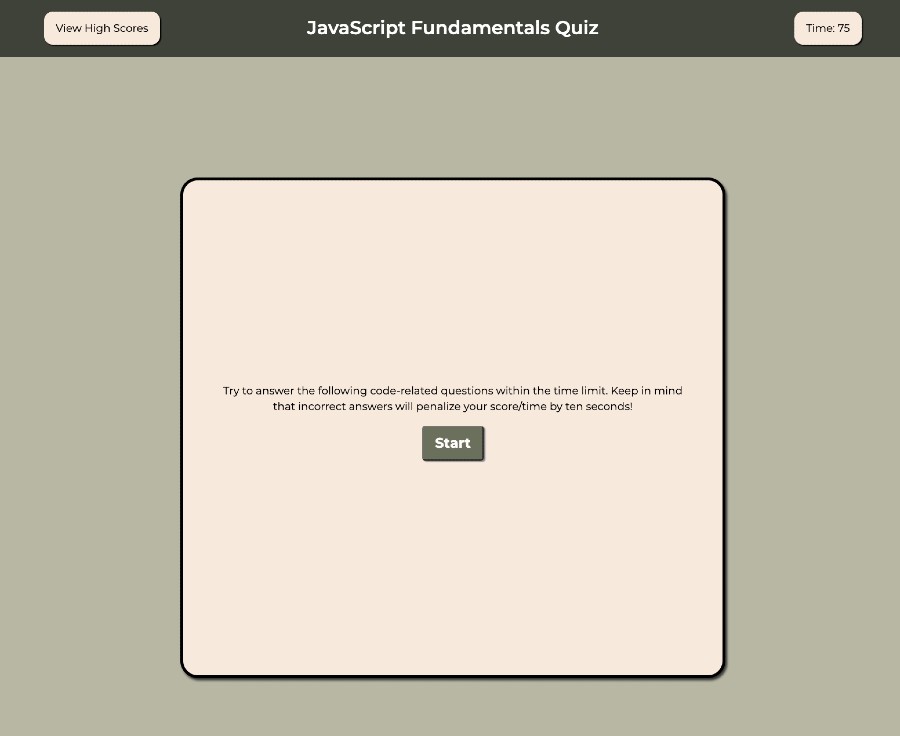 View High Scores
JavaScript Fundamentals Quiz
Time: 75
Try to answer the following code-related questions within the time limit. Keep in mind
that incorrect answers will penalize your score/time by ten seconds!
Start